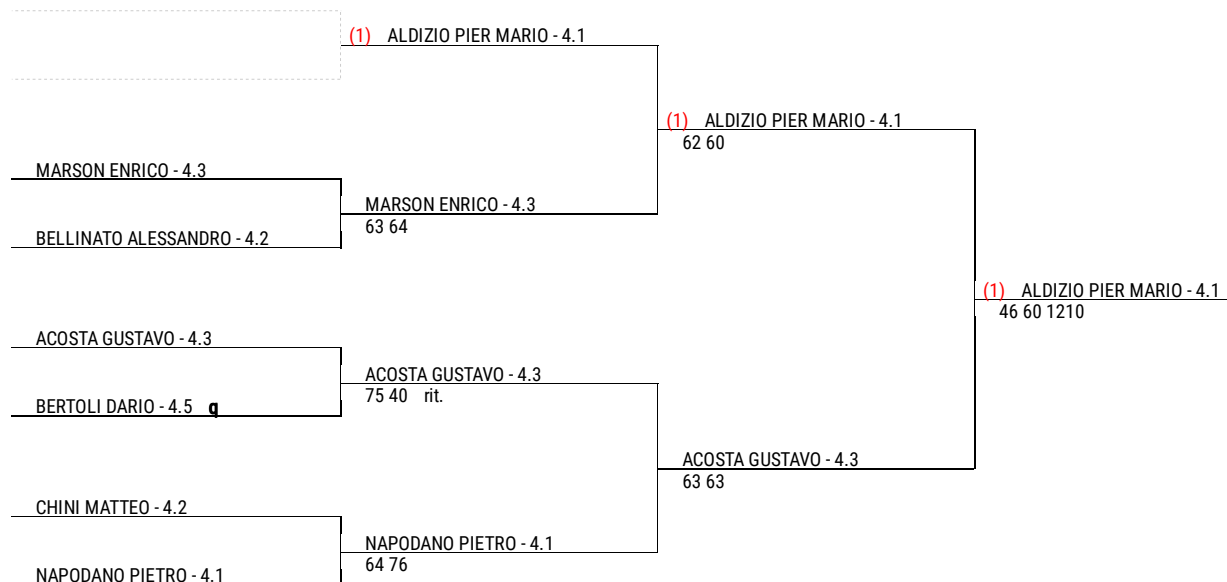 (1) ALDIZIO PIER MARIO - 4.1
(1) ALDIZIO PIER MARIO - 4.1
62 60
MARSON ENRICO - 4.3
MARSON ENRICO - 4.3
63 64
BELLINATO ALESSANDRO - 4.2
(1) ALDIZIO PIER MARIO - 4.1
46 60 1210
ACOSTA GUSTAVO - 4.3
ACOSTA GUSTAVO - 4.3
75 40 rit.
BERTOLI DARIO - 4.5 q
ACOSTA GUSTAVO - 4.3
63 63
CHINI MATTEO - 4.2
NAPODANO PIETRO - 4.1
64 76
NAPODANO PIETRO - 4.1